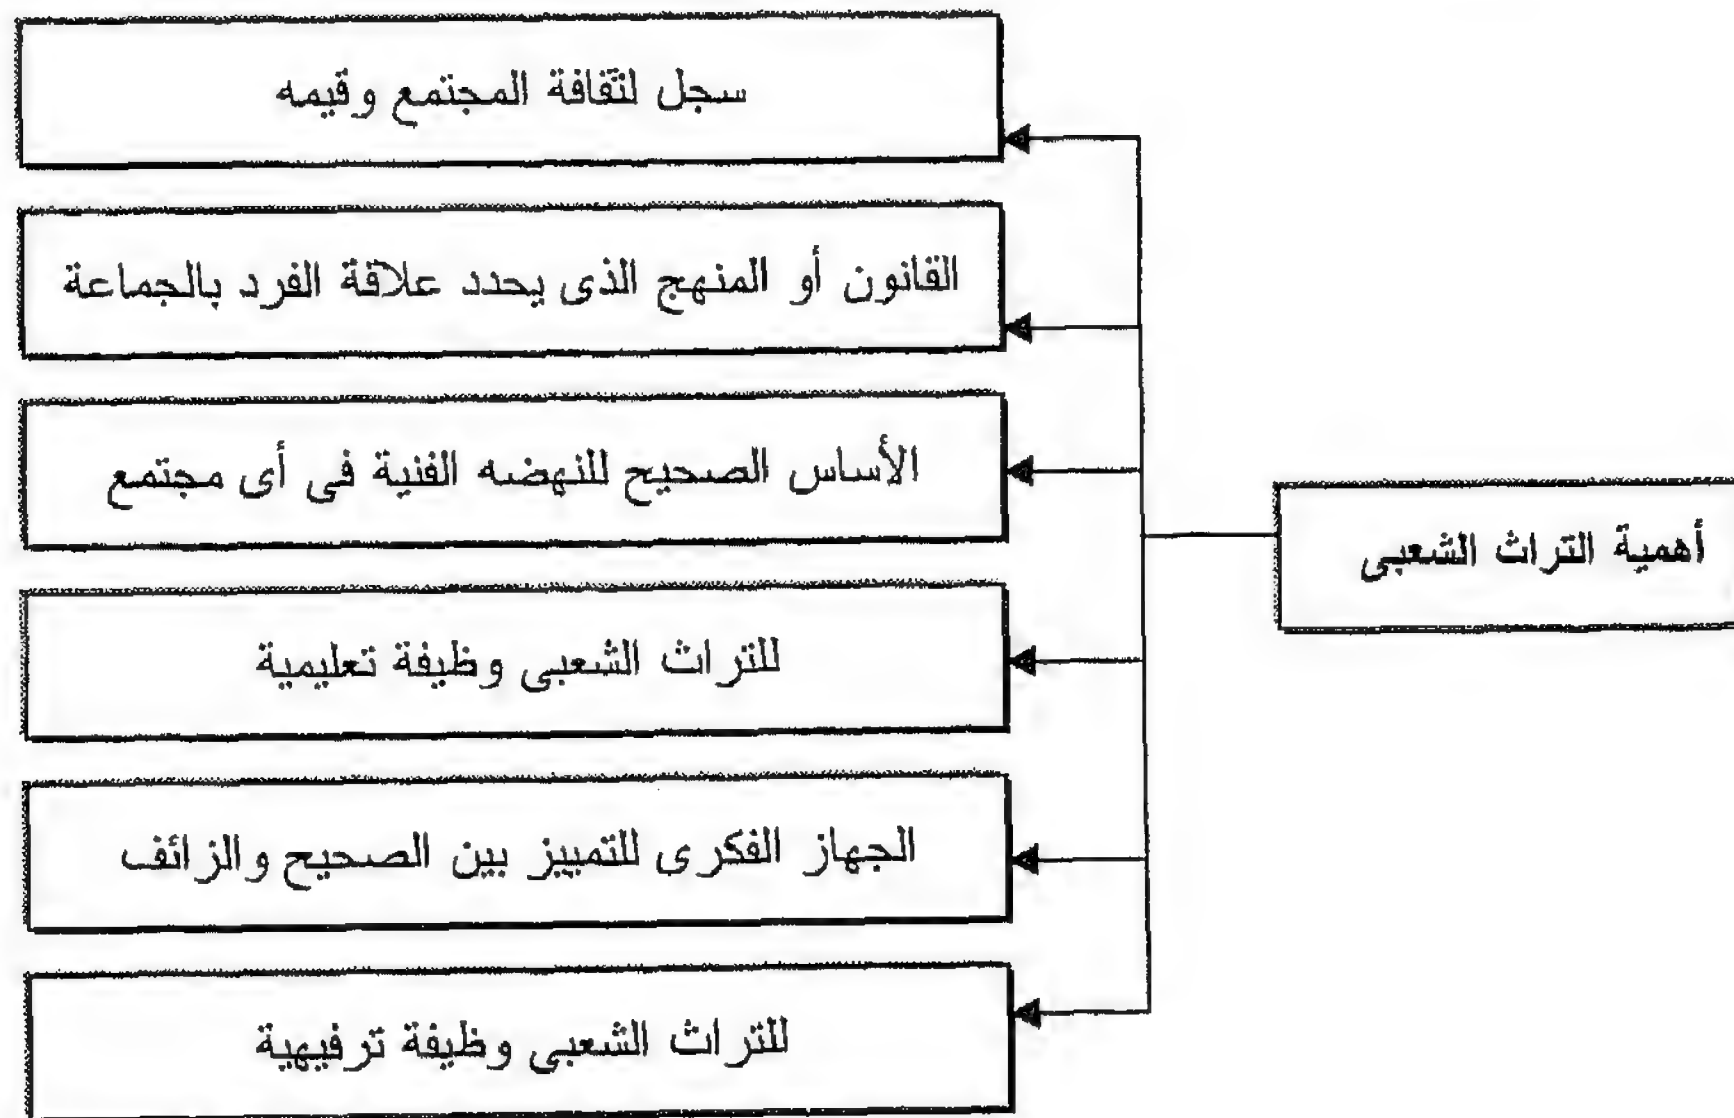 أهمية التراث الشعبى
سجل لثقافة المجتمع وقيمه
القانون أو المنهج الذى يحدد علاقة الفرد بالجماعة
الأساس الصحيح للنهضه الفنية فى أى مجتمع
للتراث الشعبى وظيفة تعليمية
الجهاز الفكرى للتمييز بين الصحيح والزائف
للتراث الشعبى وظيفة ترفيهية